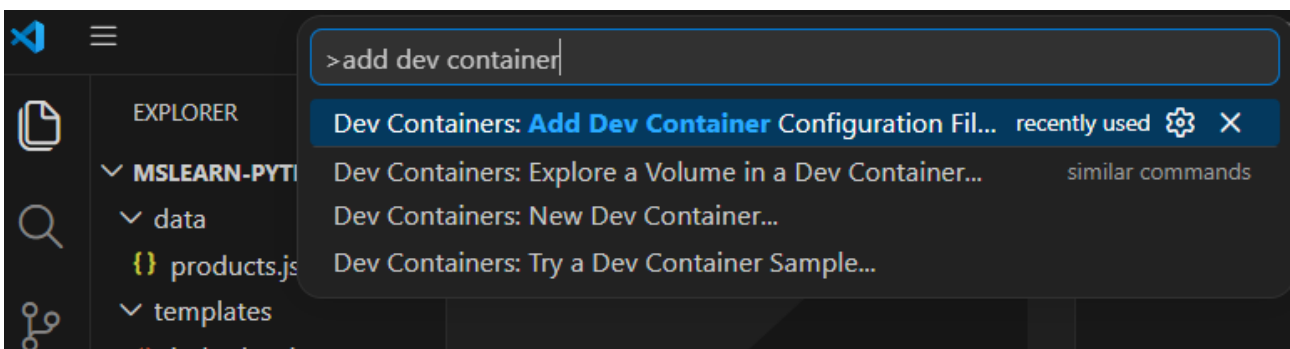 >add dev container
EXPLORER
Dev Containers: Add Dev Container Configuration Fil... recently used
MSLEARN-PYT
Dev Containers: Explore a Volume in a Dev Container... similar commands
data
Dev Containers: New Dev Container...
{} products.js
Dev Containers: Try a Dev Container Sample...
templates